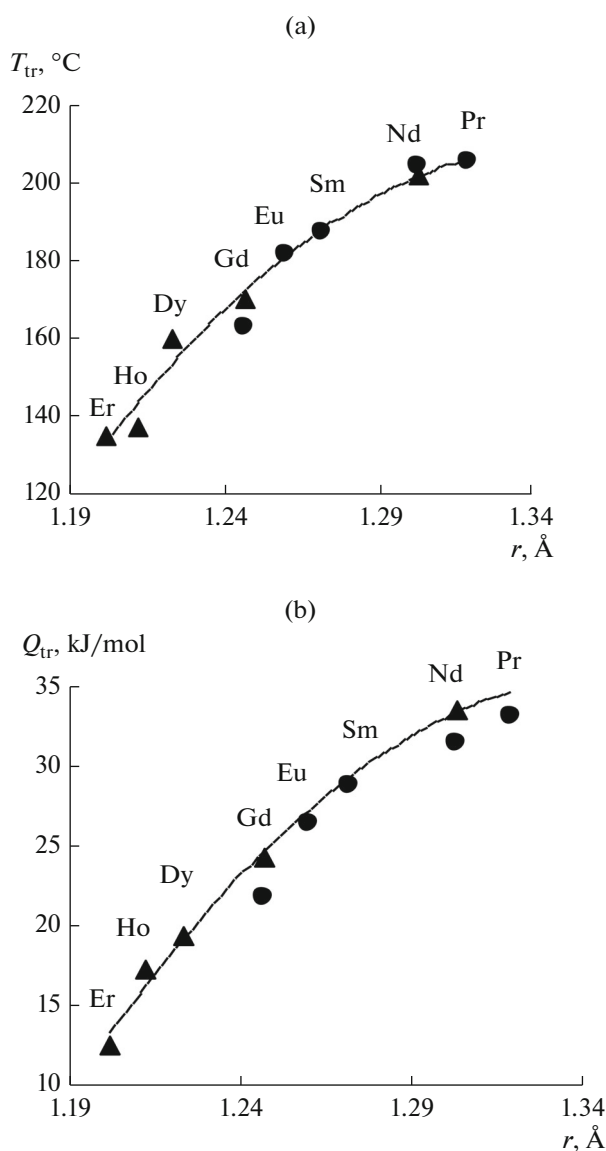 (a)
T_tr, °C
220
200
180
160
140
120
Er
Ho
Dy
Gd
Eu
Sm
Nd
Pr
1.19
1.24
1.29
1.34
r, Å
(b)
Q_tr, kJ/mol
35
30
25
20
15
10
Er
Ho
Dy
Gd
Eu
Sm
Nd
Pr
1.19
1.24
1.29
1.34
r, Å